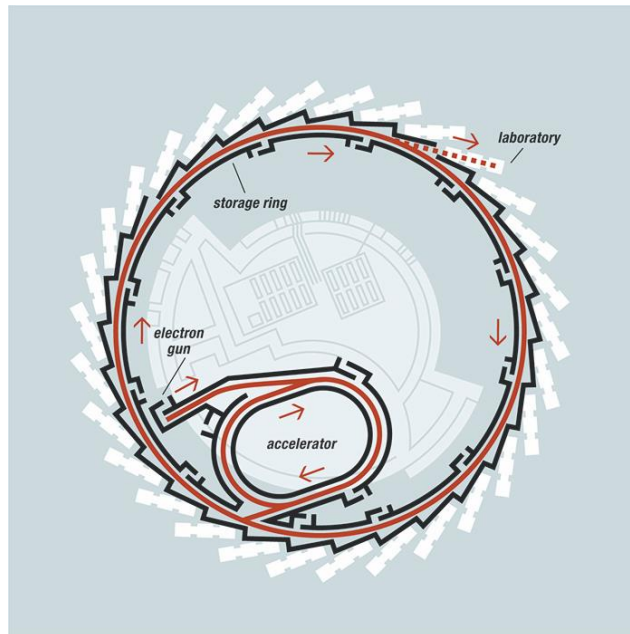 laboratory
storage ring
electron
gun
accelerator